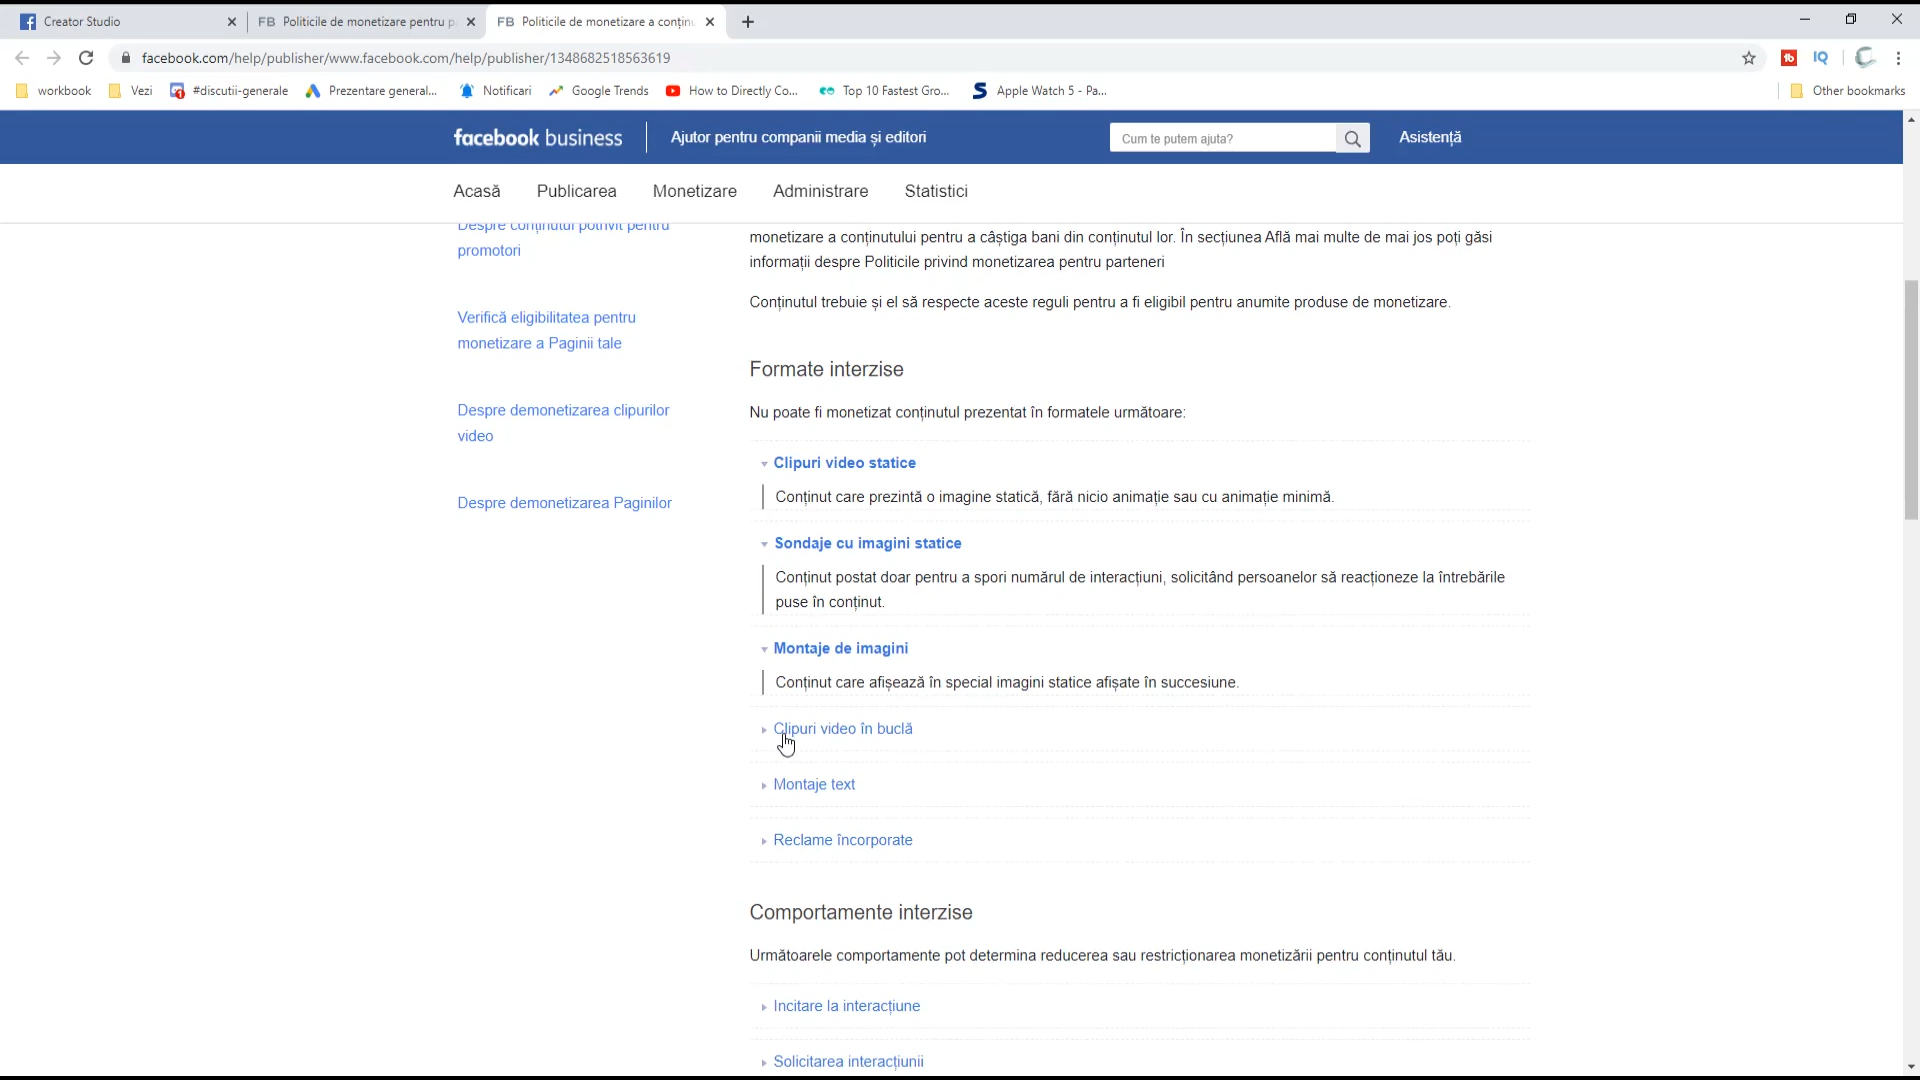 Creator Studio
FB Politicile de monetizare pentru p
FB Politicile de monetizare a conținu
facebook.com/help/publisher/www.facebook.com/help/publisher/1348682518563619
workbook
Vezi
#discutii-generale
Prezentare general...
Notificari
Google Trends
How to Directly Co...
Top 10 Fastest Gro...
Apple Watch 5 - Pa...
Other bookmarks
facebook business
Ajutor pentru companii media și editori
Cum te putem ajuta?
Asistență
Acasă
Publicarea
Monetizare
Administrare
Statistici
Despre conținutul potrivit pentru
promotori
Verifică eligibilitatea pentru
monetizare a Paginii tale
Despre demonetizarea clipurilor
video
Despre demonetizarea Paginilor
monetizare a conținutului pentru a câștiga bani din conținutul lor. În secțiunea Află mai multe de mai jos poți găsi
informații despre Politicile privind monetizarea pentru parteneri
Conținutul trebuie și el să respecte aceste reguli pentru a fi eligibil pentru anumite produse de monetizare.
Formate interzise
Nu poate fi monetizat conținutul prezentat în formatele următoare:
Clipuri video statice
Conținut care prezintă o imagine statică, fără nicio animație sau cu animație minimă.
Sondaje cu imagini statice
Conținut postat doar pentru a spori numărul de interacțiuni, solicitând persoanelor să reacționeze la întrebările
puse în conținut.
Montaje de imagini
Conținut care afișează în special imagini statice afișate în succesiune.
Clipuri video în buclă
Montaje text
Reclame încorporate
Comportamente interzise
Următoarele comportamente pot determina reducerea sau restricționarea monetizării pentru conținutul tău.
Incitare la interacțiune
Solicitarea interacțiunii